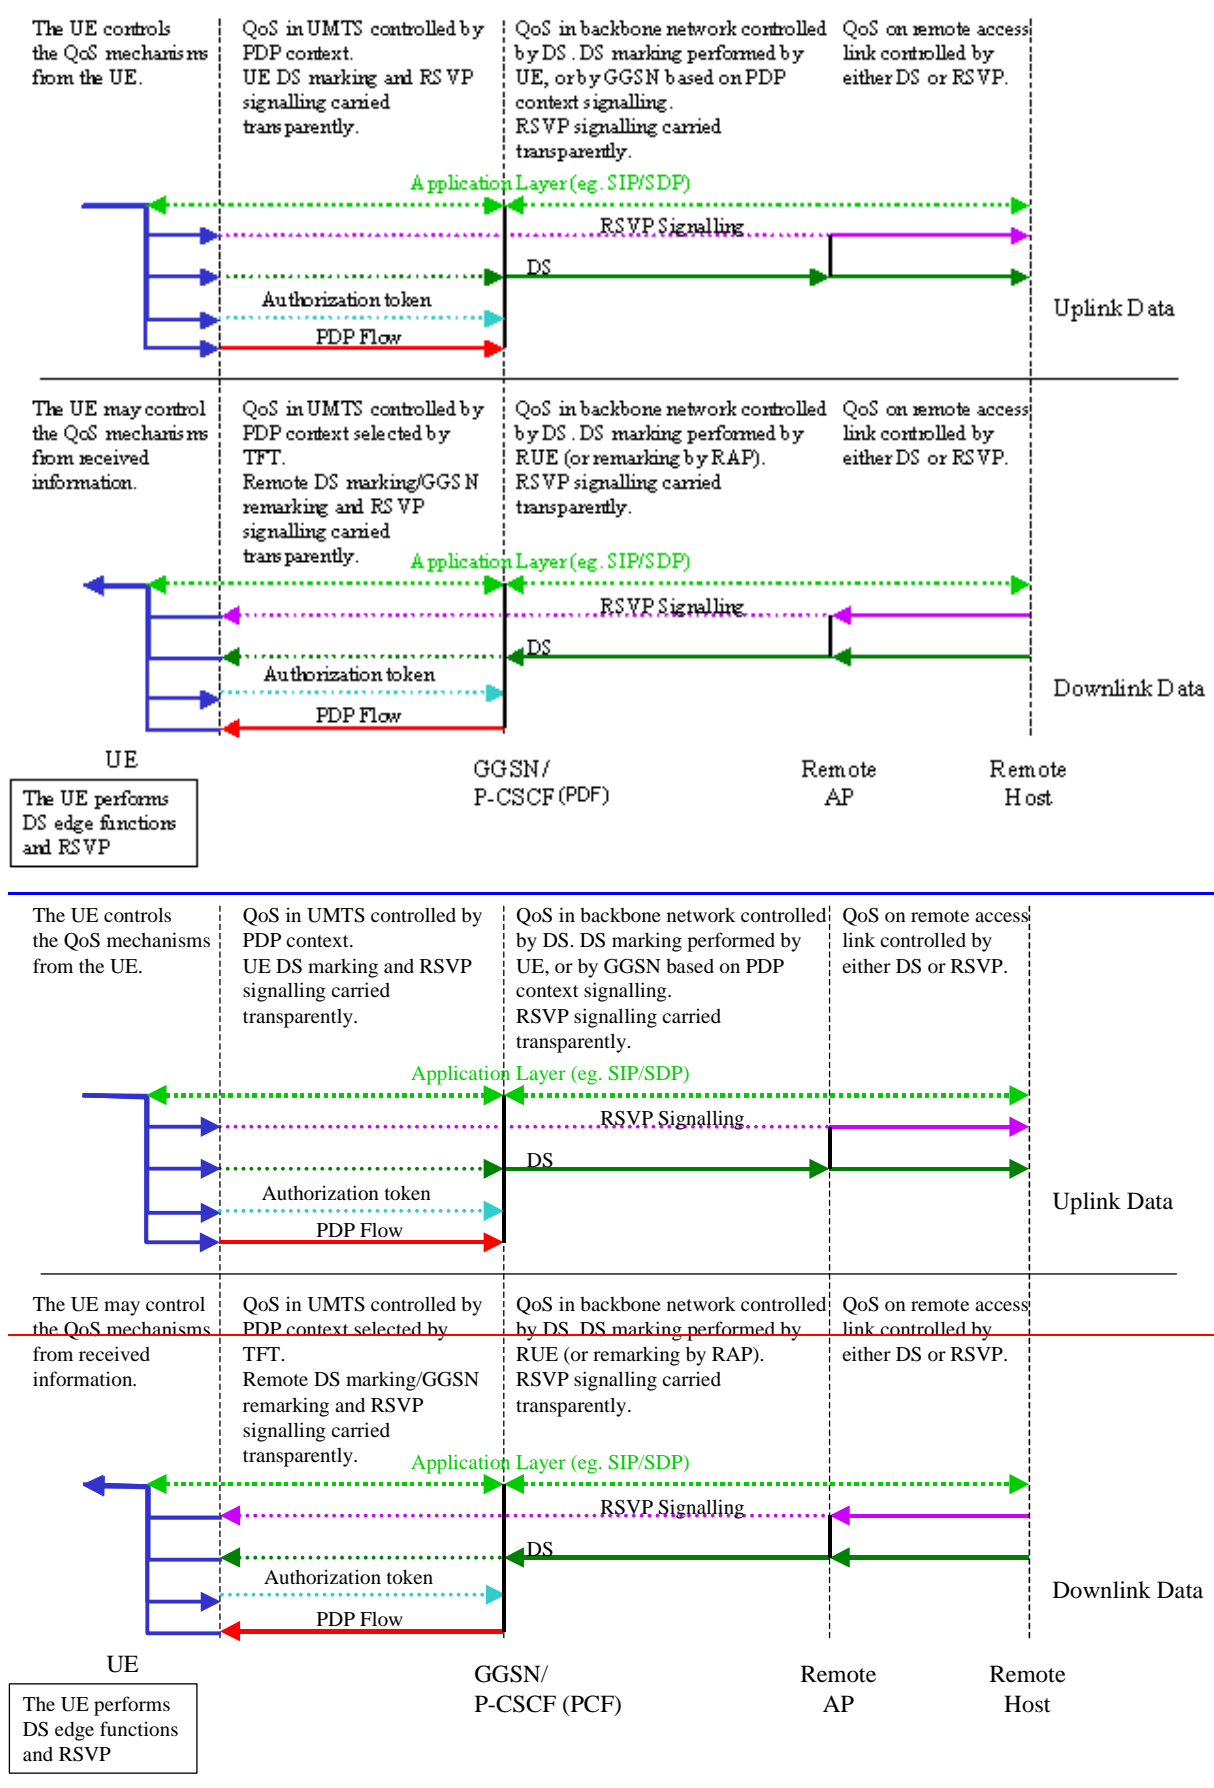 The UE controls
the QoS mechanisms
from the UE.
QoS in UMTS controlled by
PDP context.
UE DS marking and RSVP
signalling carried
transparently.
QoS in backbone network controlled
by DS. DS marking performed by
UE, or by GGSN based on PDP
context signalling.
RSVP signalling carried
transparently.
QoS on remote access
link controlled by
either DS or RSVP.
Application Layer (eg. SIP/SDP)
RSVP Signalling
DS
Authorization token
PDP Flow
Uplink Data
The UE may control
the QoS mechanisms
from received
information.
QoS in UMTS controlled by
PDP context selected by
TFT.
Remote DS marking/GGSN
remarking and RSVP
signalling carried
transparently.
QoS in backbone network controlled
by DS. DS marking performed by
RUE (or remarking by RAP).
RSVP signalling carried
transparently.
QoS on remote access
link controlled by
either DS or RSVP.
Application Layer (eg. SIP/SDP)
RSVP Signalling
DS
Authorization token
PDP Flow
Downlink Data
UE
GGSN/
P-CSCF (PDF)
Remote
AP
Remote
Host
The UE performs
DS edge functions
and RSVP
The UE controls
the QoS mechanisms
from the UE.
QoS in UMTS controlled by
PDP context.
UE DS marking and RSVP
signalling carried
transparently.
QoS in backbone network controlled
by DS. DS marking performed by
UE, or by GGSN based on PDP
context signalling.
RSVP signalling carried
transparently.
QoS on remote access
link controlled by
either DS or RSVP.
Application Layer (eg. SIP/SDP)
RSVP Signalling
DS
Authorization token
PDP Flow
Uplink Data
The UE may control
the QoS mechanisms
from received
information.
QoS in UMTS controlled by
PDP context selected by
TFT.
Remote DS marking/GGSN
remarking and RSVP
signalling carried
transparently.
QoS in backbone network controlled
by DS. DS marking performed by
RUE (or remarking by RAP).
RSVP signalling carried
transparently.
QoS on remote access
link controlled by
either DS or RSVP.
Application Layer (eg. SIP/SDP)
RSVP Signalling
DS
Authorization token
PDP Flow
Downlink Data
UE
GGSN/
P-CSCF (PCF)
Remote
AP
Remote
Host
The UE performs
DS edge functions
and RSVP